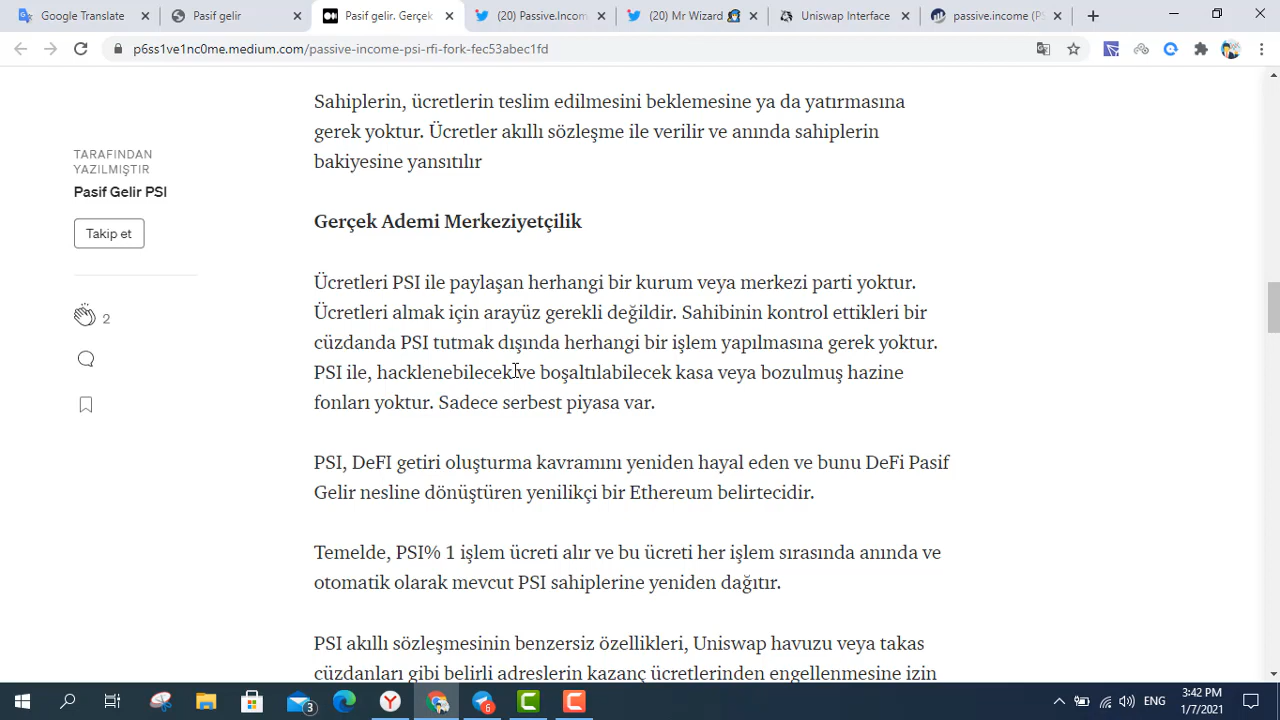 Google Translate
Pasif gelir
Pasif gelir. Gerçek
(20) Passive.Incom
(20) Mr Wizard
Uniswap Interface
passive.income (PS
p6ss1ve1nc0me.medium.com/passive-income-psi-rfi-fork-fec53abec1fd
TARAFINDAN
YAZILMIŞTIR
Pasif Gelir PSI
Takip et
2
Sahiplerin, ücretlerin teslim edilmesini beklemesine ya da yatırmasına
gerek yoktur. Ücretler akıllı sözleşme ile verilir ve anında sahiplerin
bakiyesine yansıtılır
Gerçek Ademi Merkeziyetçilik
Ücretleri PSI ile paylaşan herhangi bir kurum veya merkezi parti yoktur.
Ücretleri almak için arayüz gerekli değildir. Sahibinin kontrol ettikleri bir
cüzdanda PSI tutmak dışında herhangi bir işlem yapılmasına gerek yoktur.
PSI ile, hacklenebilecek ve boşaltılabilecek kasa veya bozulmuş hazine
fonları yoktur. Sadece serbest piyasa var.
PSI, DeFI getiri oluşturma kavramını yeniden hayal eden ve bunu DeFi Pasif
Gelir nesline dönüştüren yenilikçi bir Ethereum belirtecidir.
Temelde, PSI% 1 işlem ücreti alır ve bu ücreti her işlem sırasında anında ve
otomatik olarak mevcut PSI sahiplerine yeniden dağıtır.
PSI akıllı sözleşmesinin benzersiz özellikleri, Uniswap havuzu veya takas
cüzdanları gibi belirli adreslerin kazanç ücretlerinden engellenmesine izin
3
6
ENG
3:42 PM
1/7/2021